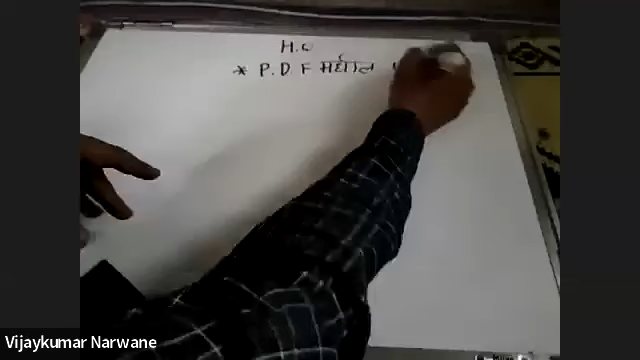 H.W
* P.D.F मधील
Vijaykumar Narwane